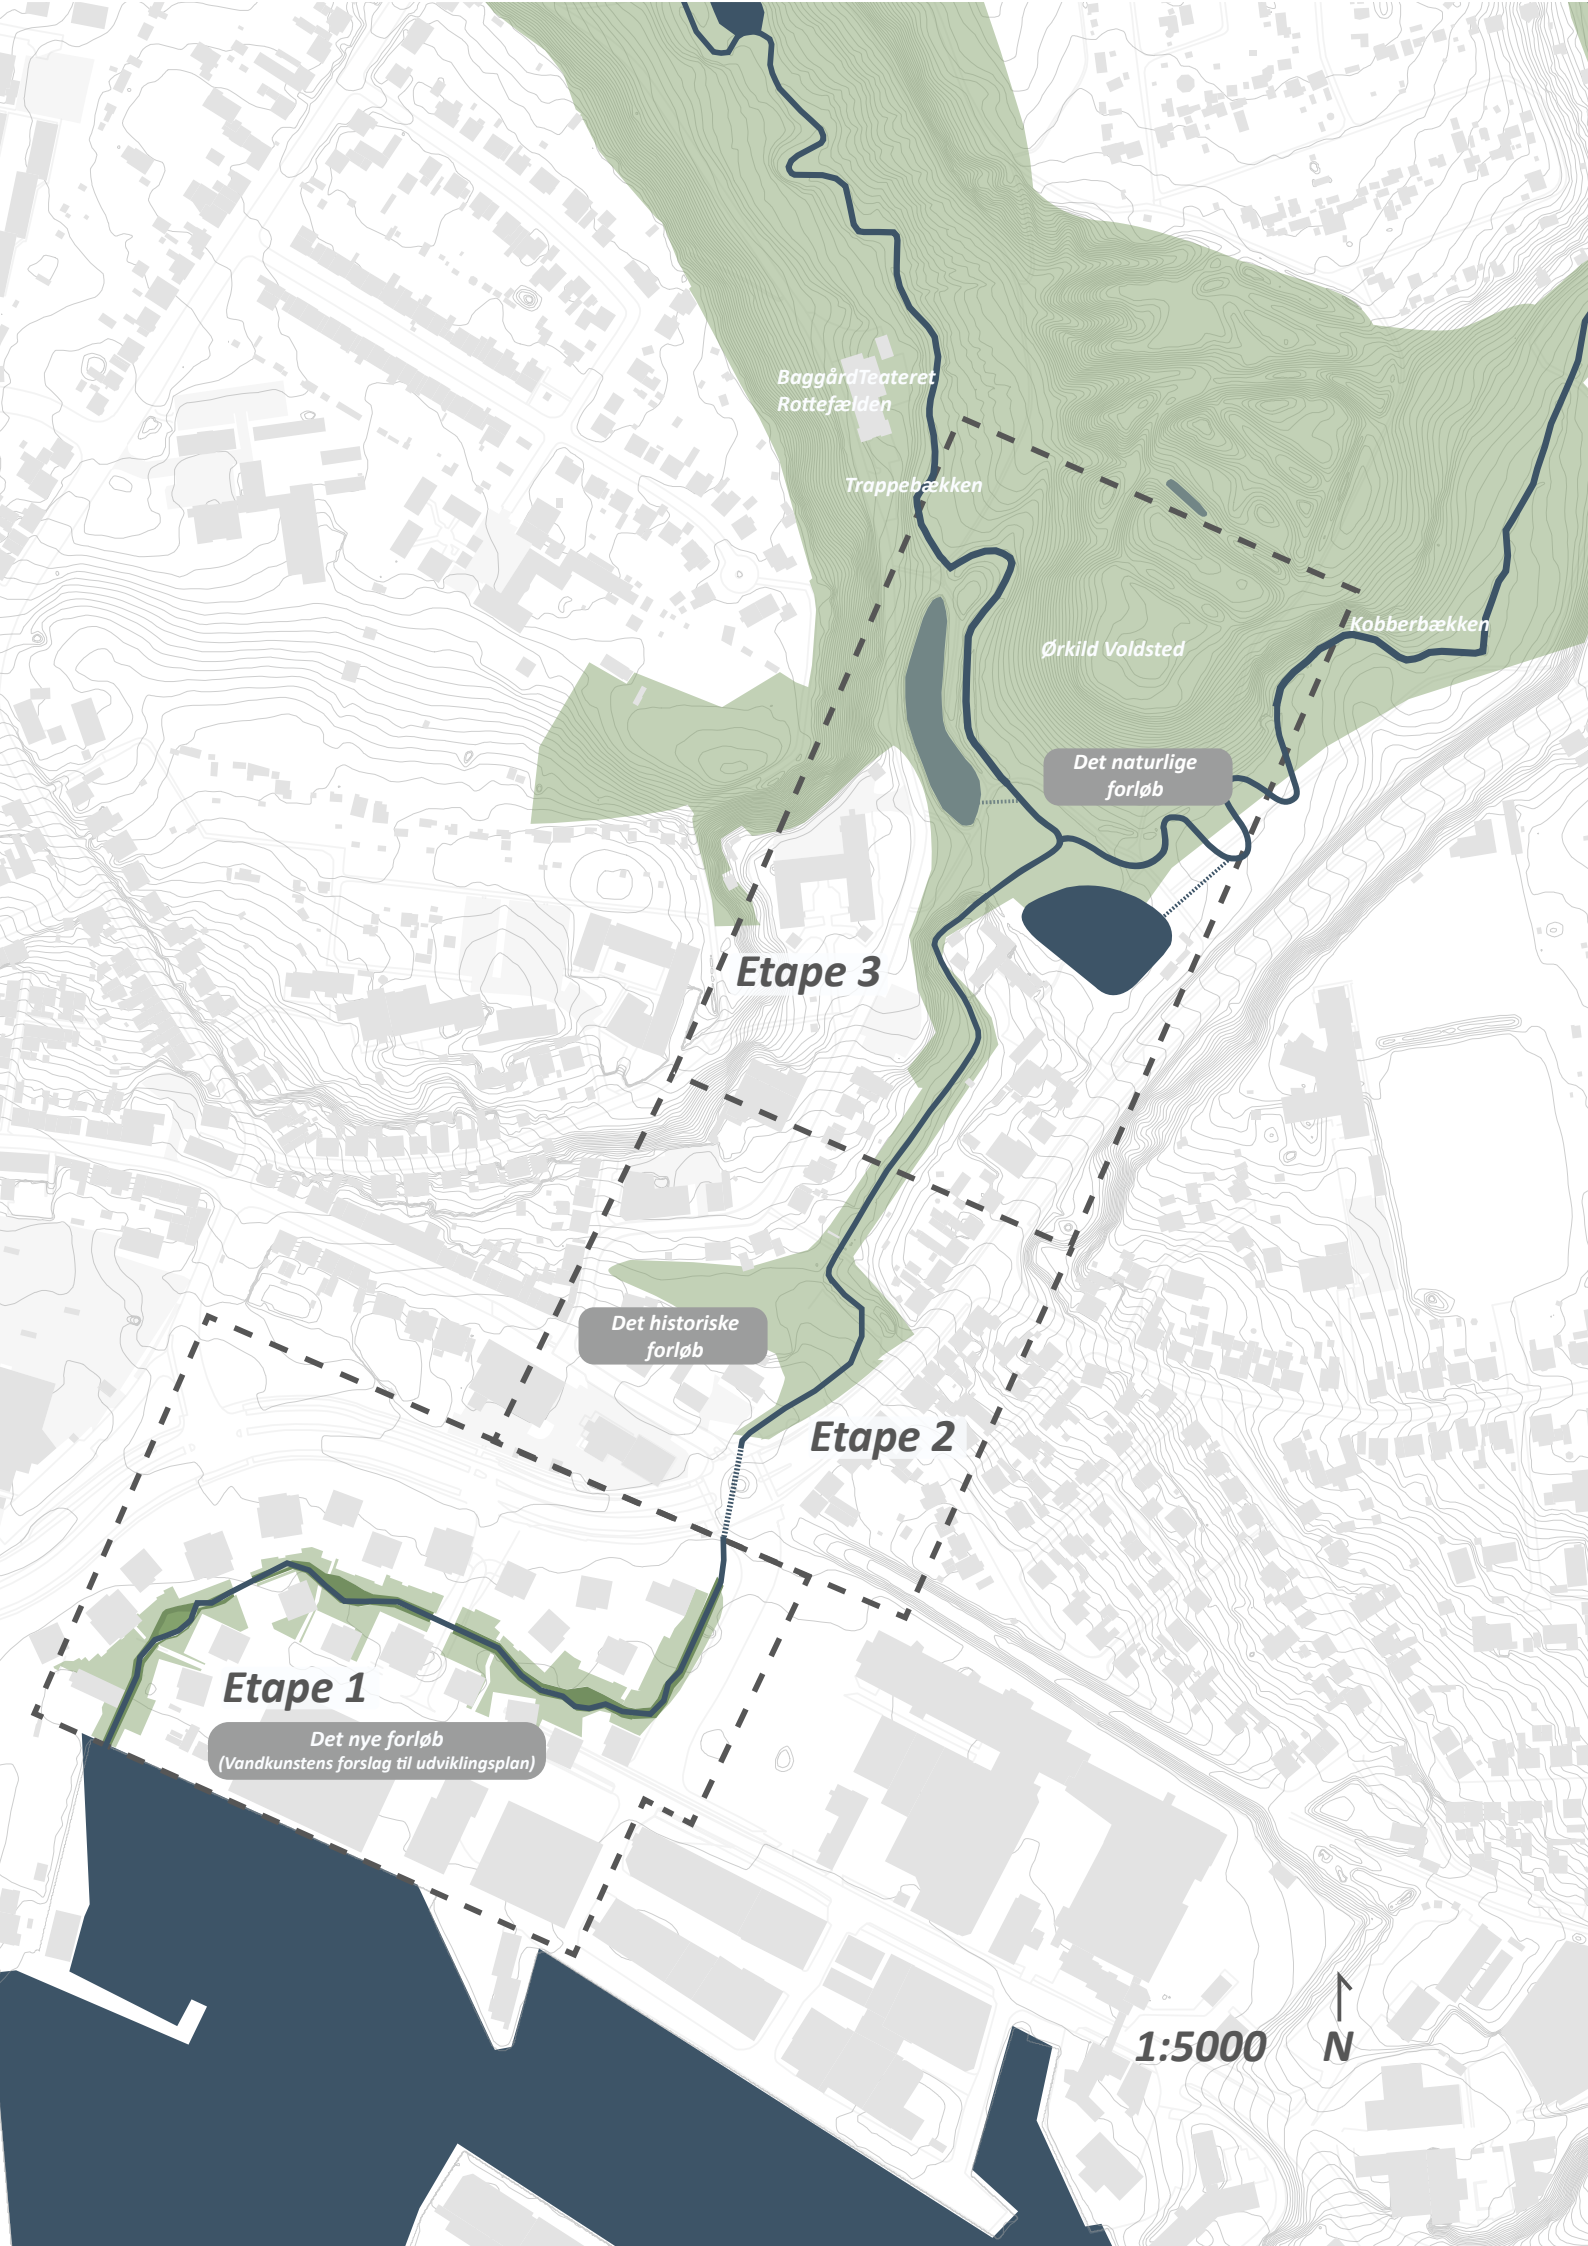 BaggårdTeateret
Rottefælden
Trappebækken
Kobberbækken
Ørkild Voldsted
Det naturlige
forløb
Etape 3
Det historiske
forløb
Etape 2
Etape 1
Det nye forløb
(Vandkunstens forslag til udviklingsplan)
1:5000 N